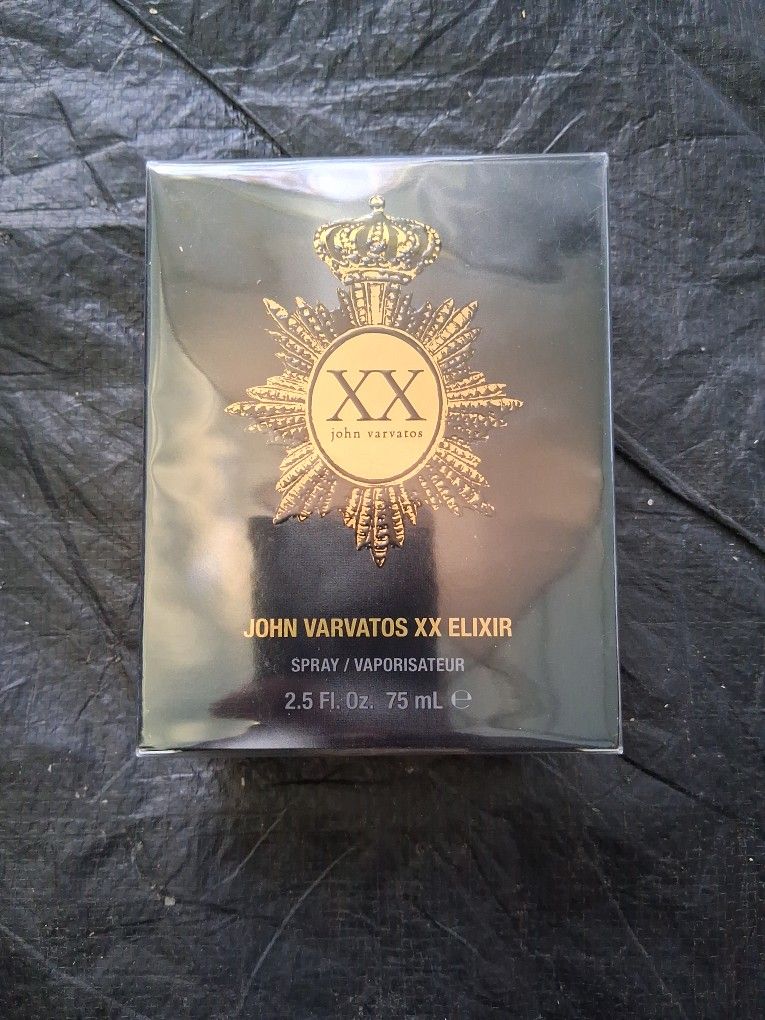 XX
john varvatos
JOHN VARVATOS XX ELIXIR
SPRAY / VAPORISATEUR
2.5 Fl. Oz. 75 mL ℮